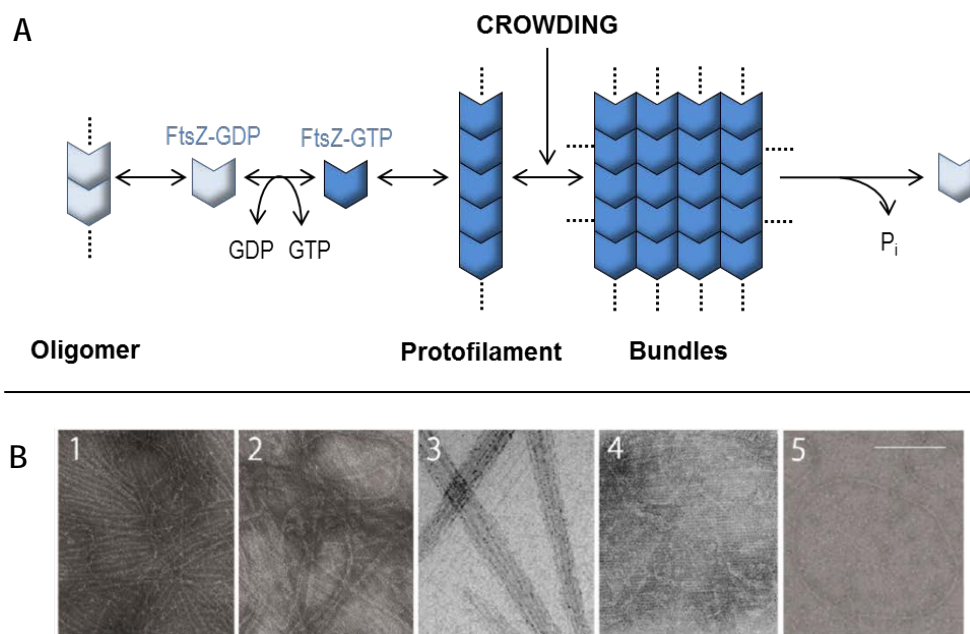 A
CROWDING
FtsZ-GDP FtsZ-GTP
GDP GTP
Pi
Oligomer Protofilament Bundles
B
1 2 3 4 5